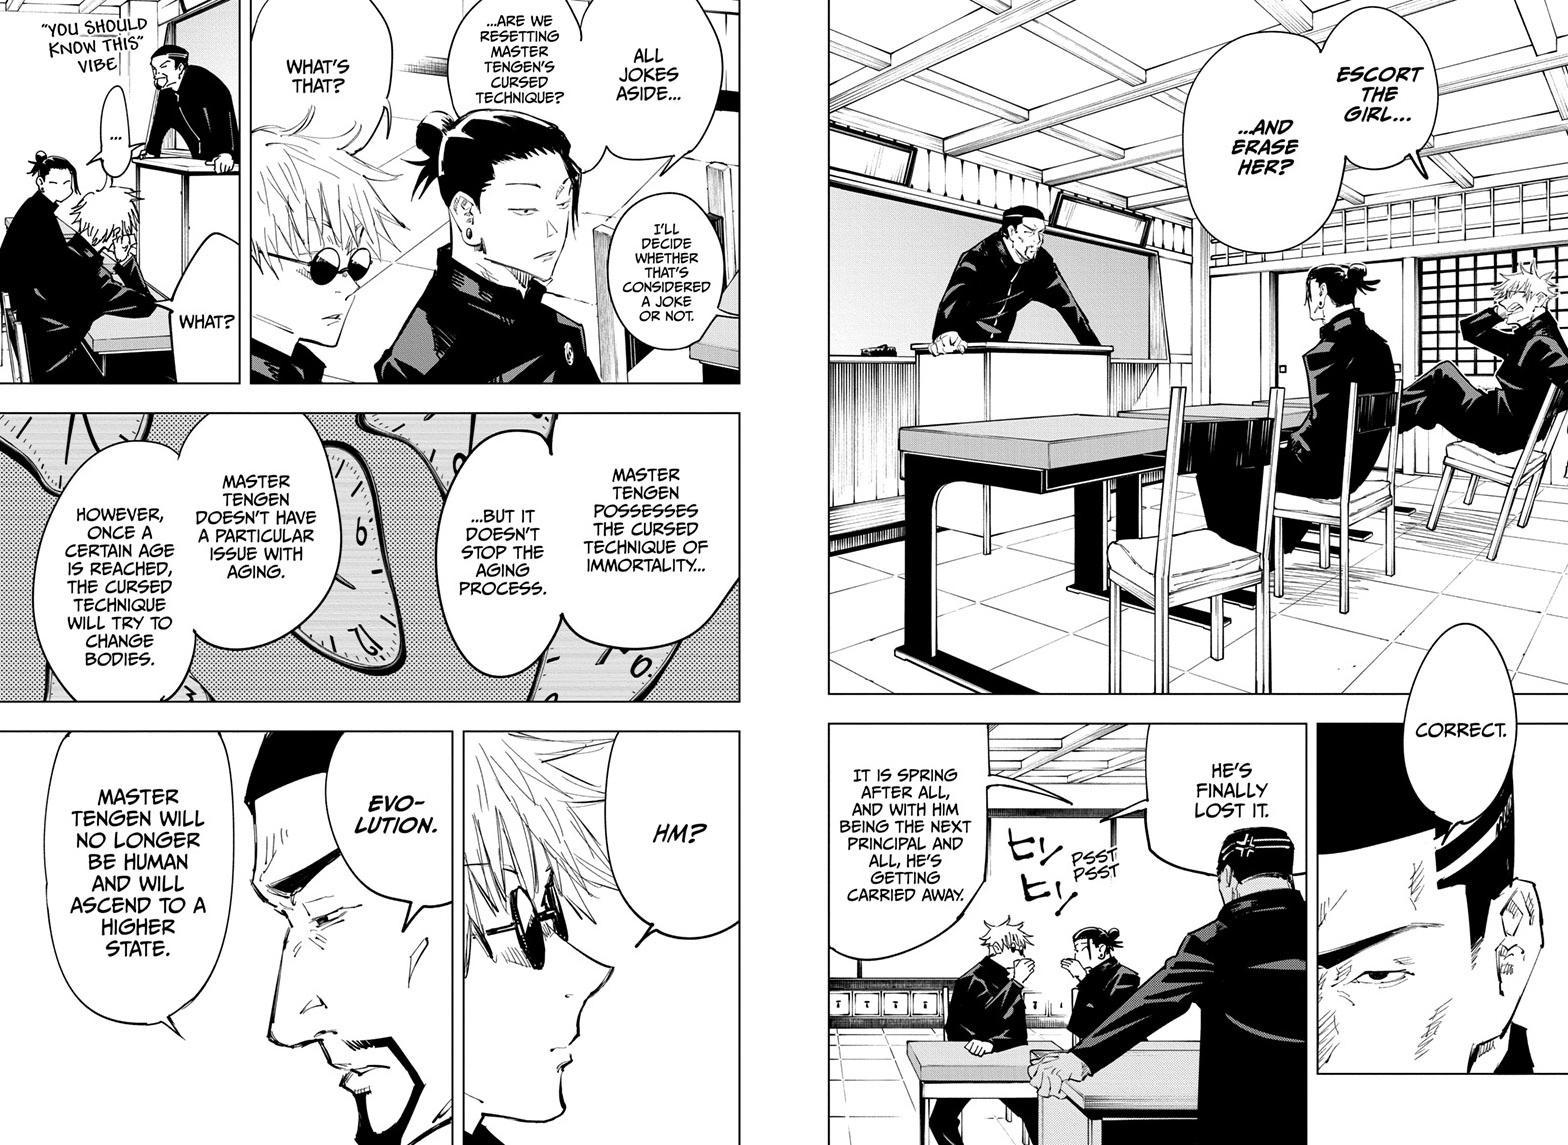 ESCORT
THE
GIRL...
...AND
ERASE
HER?
CORRECT.
HE'S
FINALLY
LOST IT.
IT IS SPRING
AFTER ALL,
AND WITH HIM
BEING THE NEXT
PRINCIPAL AND
ALL, HE'S
GETTING
CARRIED AWAY.
ヒソ
ヒソ
PSST
PSST
ALL
JOKES
ASIDE...
...ARE WE
RESETTING
MASTER
TENGEN'S
CURSED
TECHNIQUE?
I'LL
DECIDE
WHETHER
THAT'S
CONSIDERED
A JOKE
OR NOT.
WHAT'S
THAT?
"YOU SHOULD
KNOW THIS"
VIBE
...
WHAT?
MASTER
TENGEN
POSSESSES
THE CURSED
TECHNIQUE OF
IMMORTALITY...
...BUT IT
DOESN'T
STOP THE
AGING
PROCESS.
MASTER
TENGEN
DOESN'T HAVE
A PARTICULAR
ISSUE WITH
AGING.
HOWEVER,
ONCE A
CERTAIN AGE
IS REACHED,
THE CURSED
TECHNIQUE
WILL TRY TO
CHANGE
BODIES.
6
12
6
HM?
EVO-
LUTION.
MASTER
TENGEN WILL
NO LONGER
BE HUMAN
AND WILL
ASCEND TO A
HIGHER
STATE.